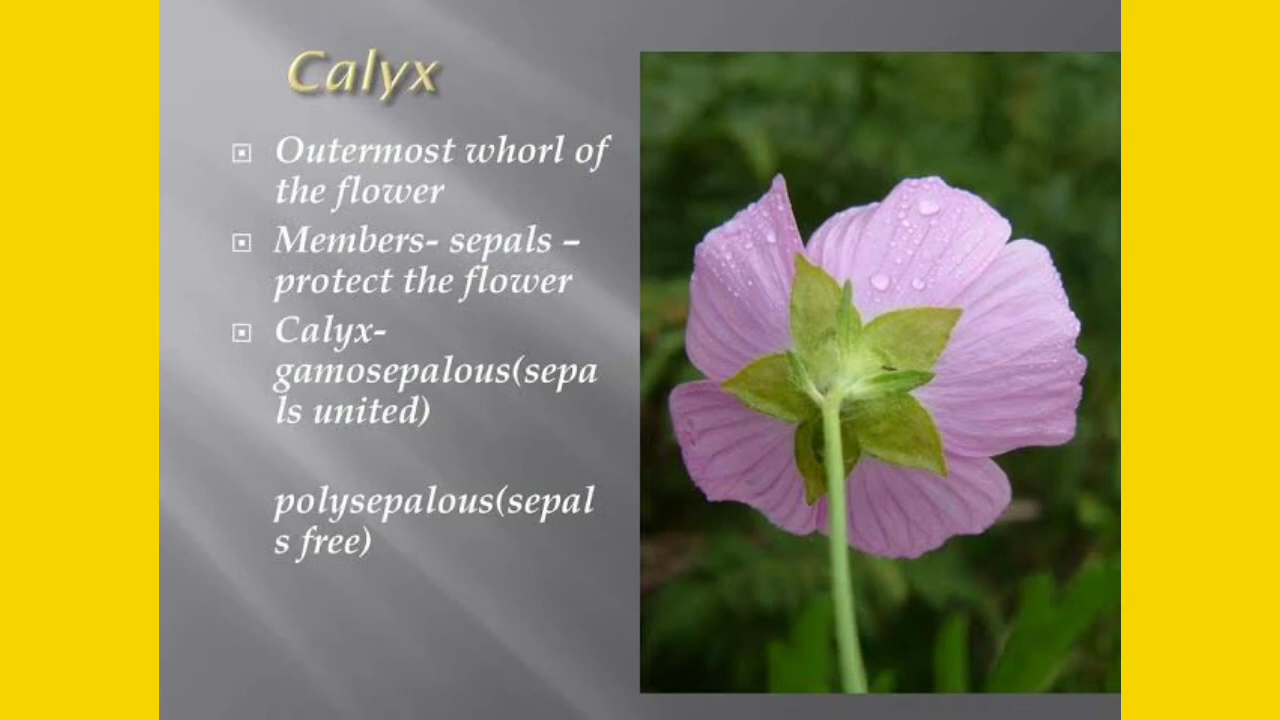 Calyx
Outermost whorl of
the flower
Members- sepals –
protect the flower
Calyx-
gamosepalous(sepa
ls united)
polysepalous(sepal
s free)